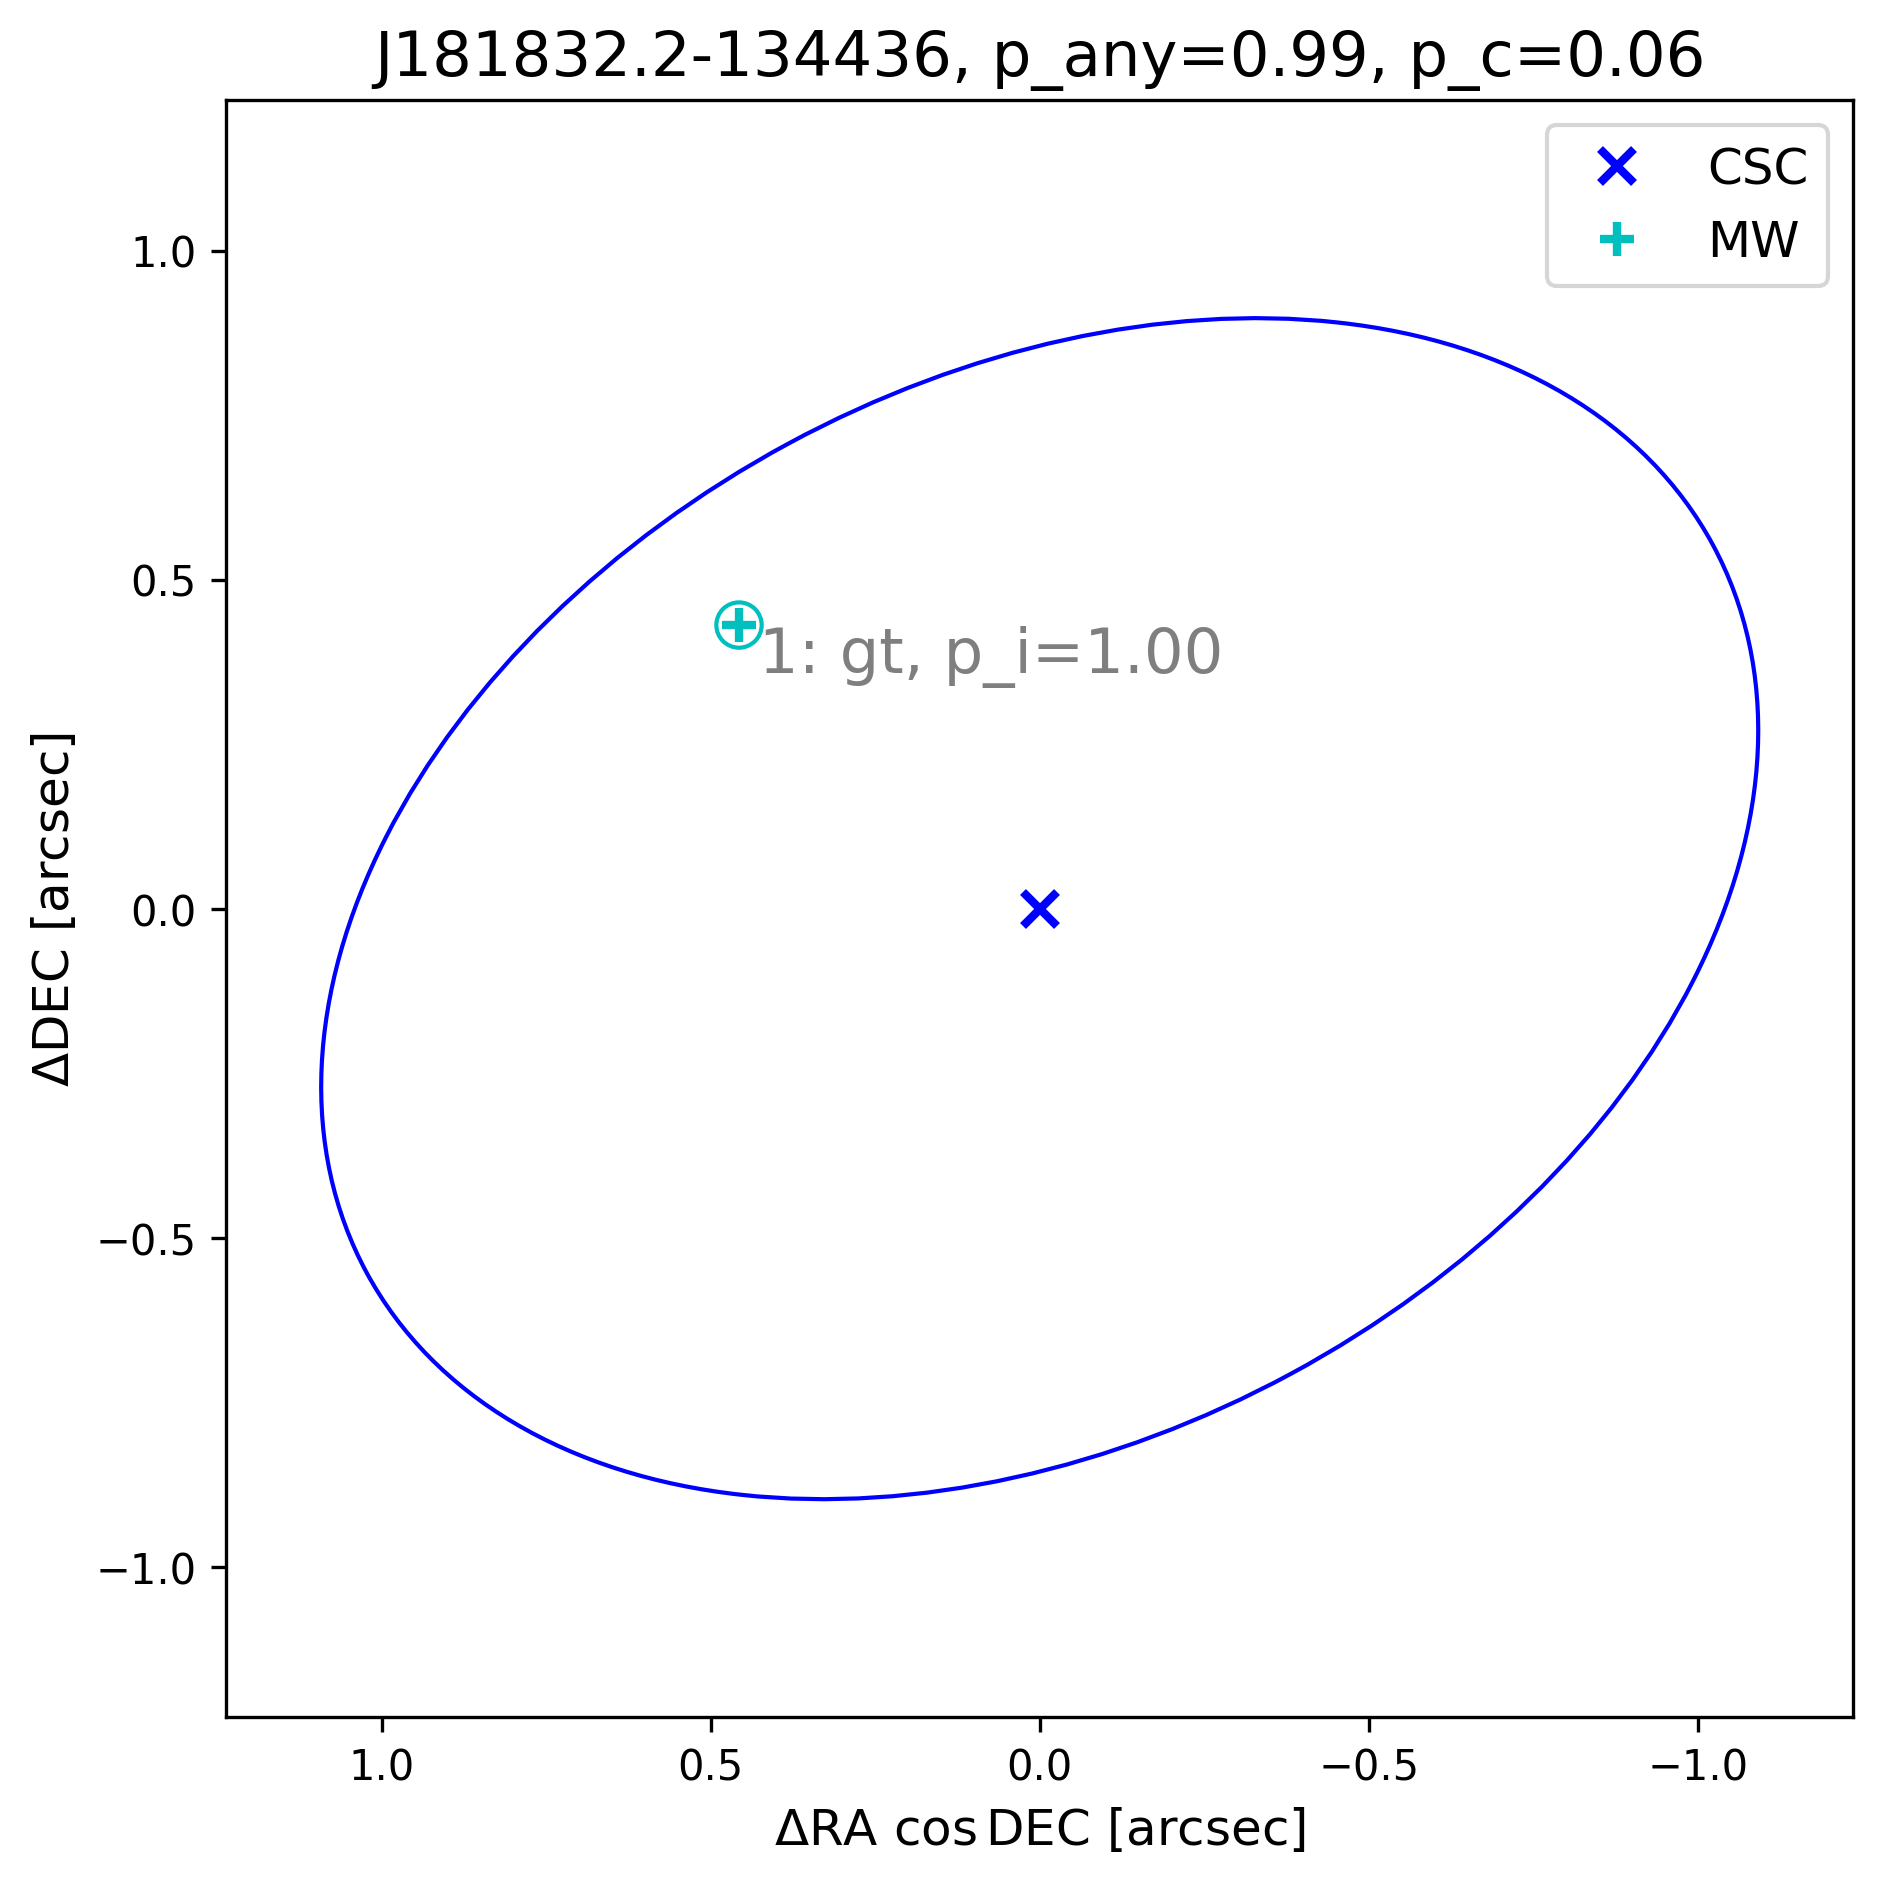 J181832.2-134436, p_any=0.99, p_c=0.06
CSC
MW
1.0
0.5
0.0
−0.5
−1.0
ΔDEC [arcsec]
1: gt, p_i=1.00
1.0
0.5
0.0
−0.5
−1.0
ΔRA cos DEC [arcsec]